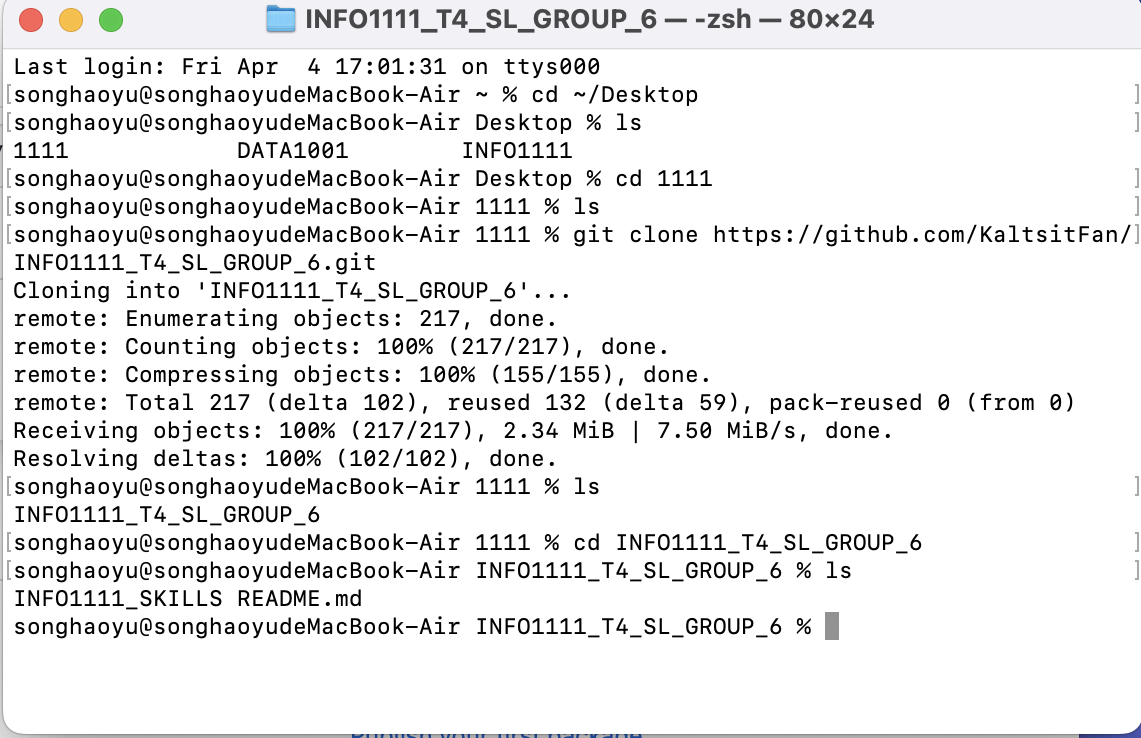 INFO1111_T4_SL_GROUP_6 — -zsh — 80×24
Last login: Fri Apr  4 17:01:31 on ttys000
[songhaoyu@songhaoyudeMacBook-Air ~ % cd ~/Desktop ]
[songhaoyu@songhaoyudeMacBook-Air Desktop % ls ]
1111            DATA1001        INFO1111
[songhaoyu@songhaoyudeMacBook-Air Desktop % cd 1111 ]
[songhaoyu@songhaoyudeMacBook-Air 1111 % ls ]
[songhaoyu@songhaoyudeMacBook-Air 1111 % git clone https://github.com/KaltsitFan/]
INFO1111_T4_SL_GROUP_6.git
Cloning into 'INFO1111_T4_SL_GROUP_6'...
remote: Enumerating objects: 217, done.
remote: Counting objects: 100% (217/217), done.
remote: Compressing objects: 100% (155/155), done.
remote: Total 217 (delta 102), reused 132 (delta 59), pack-reused 0 (from 0)
Receiving objects: 100% (217/217), 2.34 MiB | 7.50 MiB/s, done.
Resolving deltas: 100% (102/102), done.
[songhaoyu@songhaoyudeMacBook-Air 1111 % ls ]
INFO1111_T4_SL_GROUP_6
[songhaoyu@songhaoyudeMacBook-Air 1111 % cd INFO1111_T4_SL_GROUP_6 ]
[songhaoyu@songhaoyudeMacBook-Air INFO1111_T4_SL_GROUP_6 % ls ]
INFO1111_SKILLS README.md
songhaoyu@songhaoyudeMacBook-Air INFO1111_T4_SL_GROUP_6 %
Publish your first package